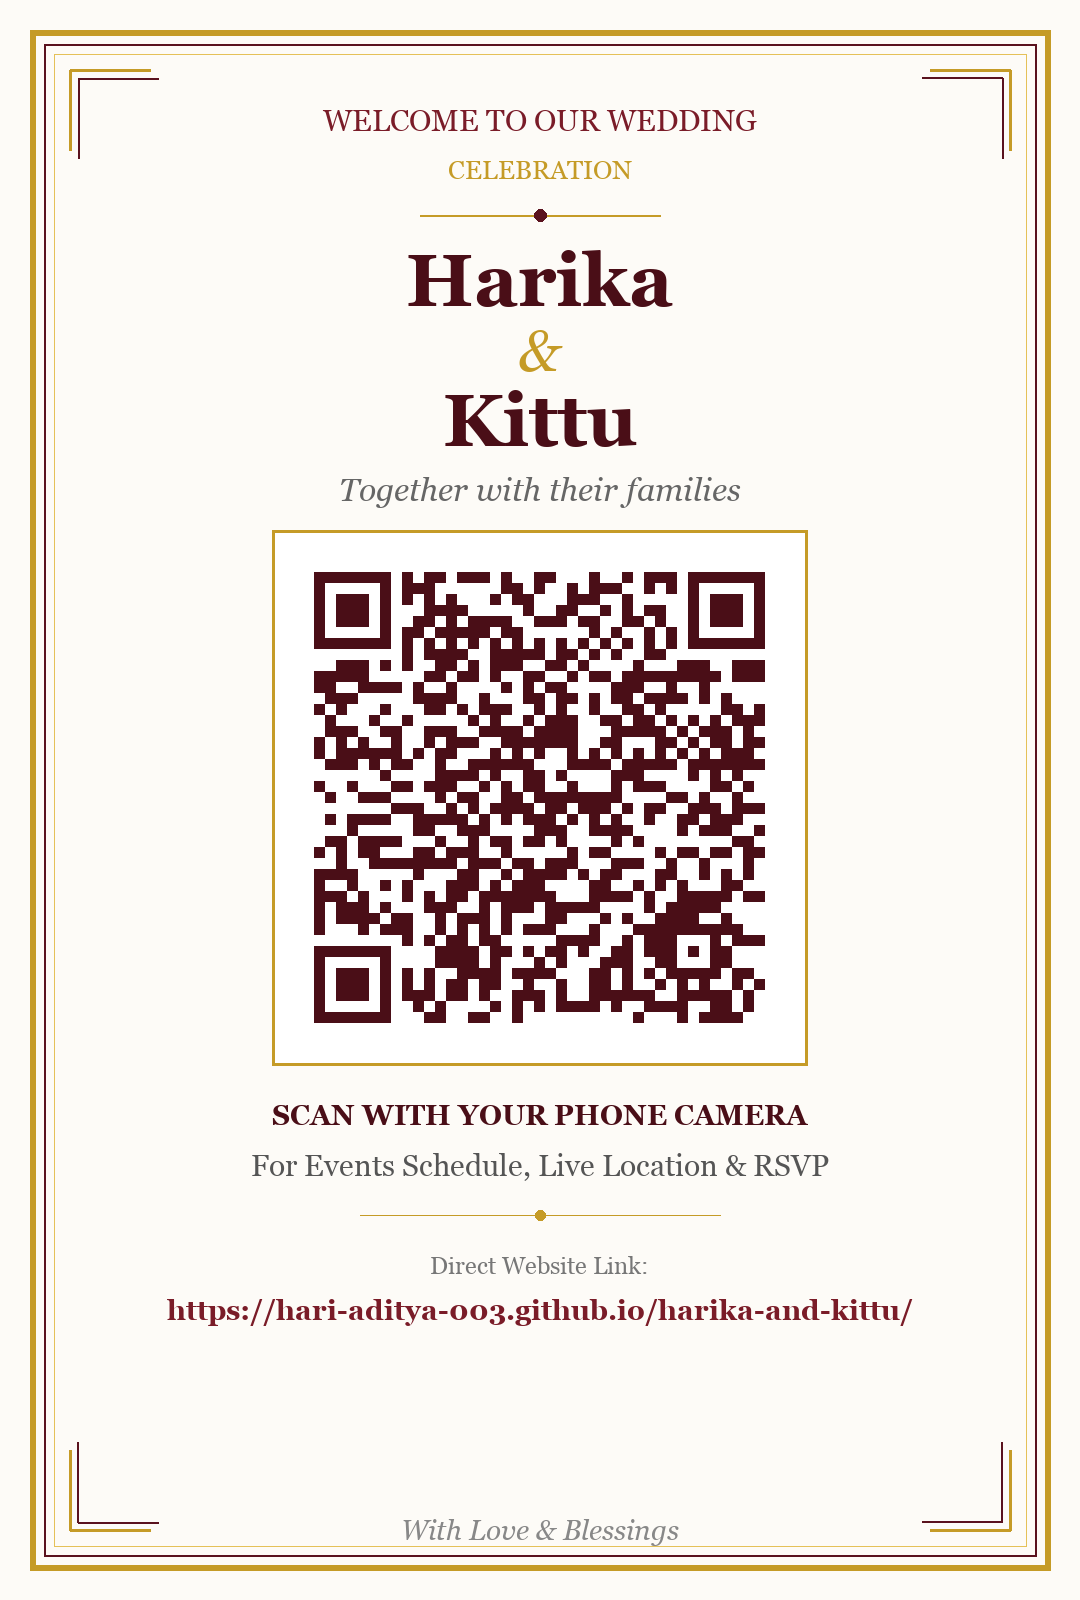 WELCOME TO OUR WEDDING
CELEBRATION
Harika
&
Kittu
Together with their families
SCAN WITH YOUR PHONE CAMERA
For Events Schedule, Live Location & RSVP
Direct Website Link:
https://hari-aditya-003.github.io/harika-and-kittu/
With Love & Blessings